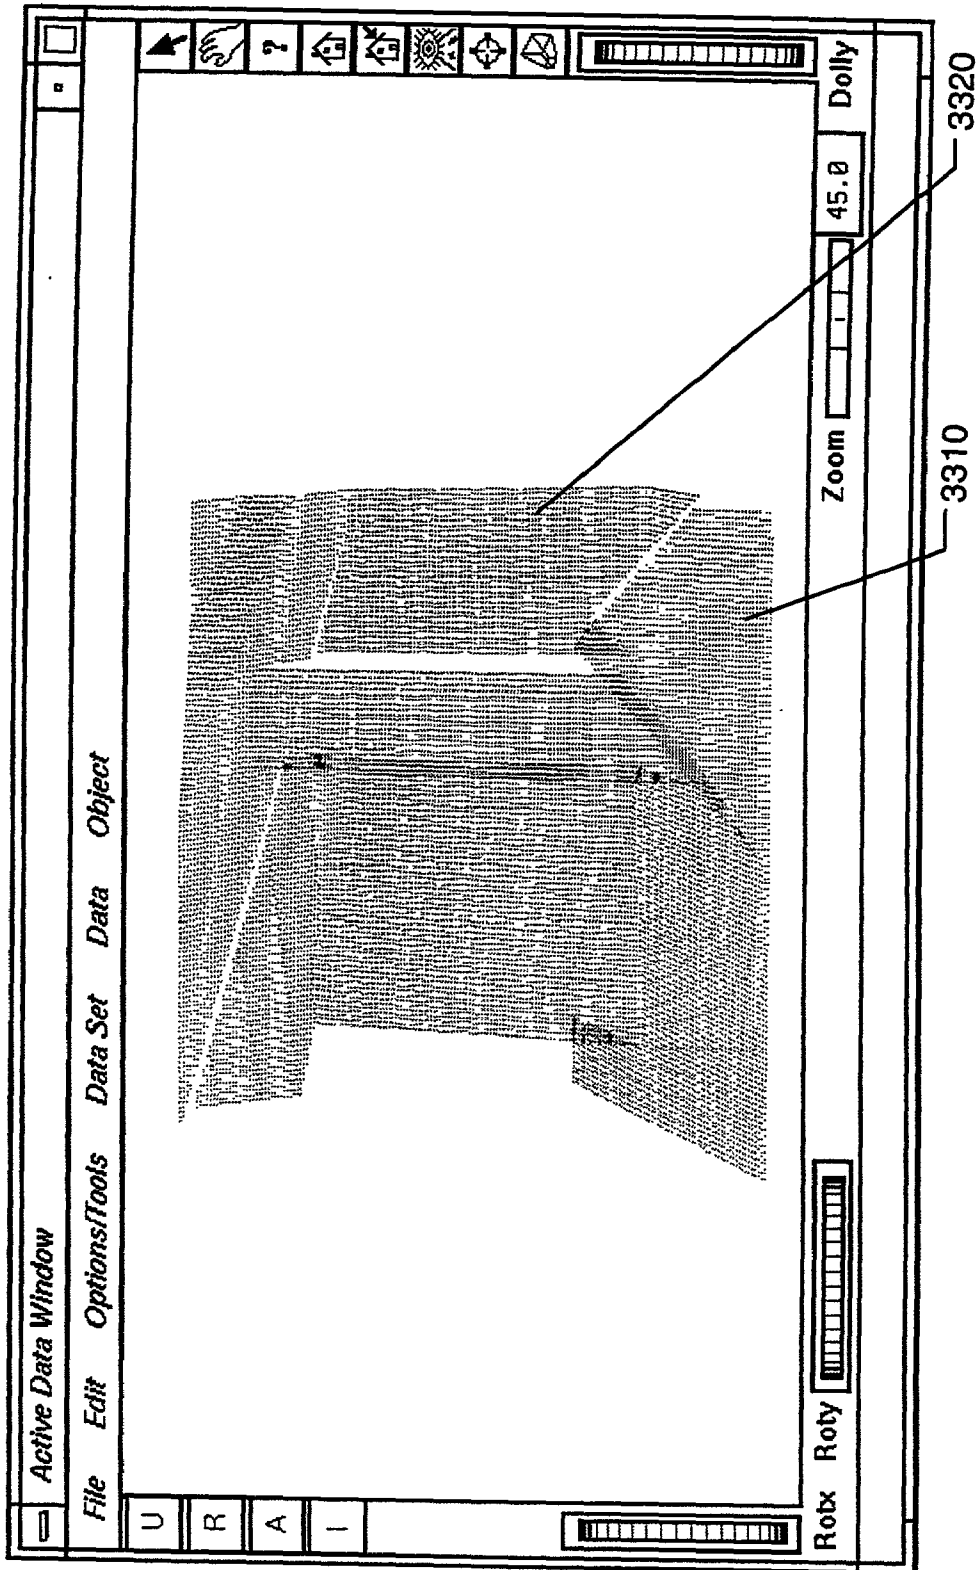 Active Data Window
File Edit Options/Tools Data Set Data Object
U
R
A
I
?
Rotx Roty Zoom 45.0 Dolly
3310
3320